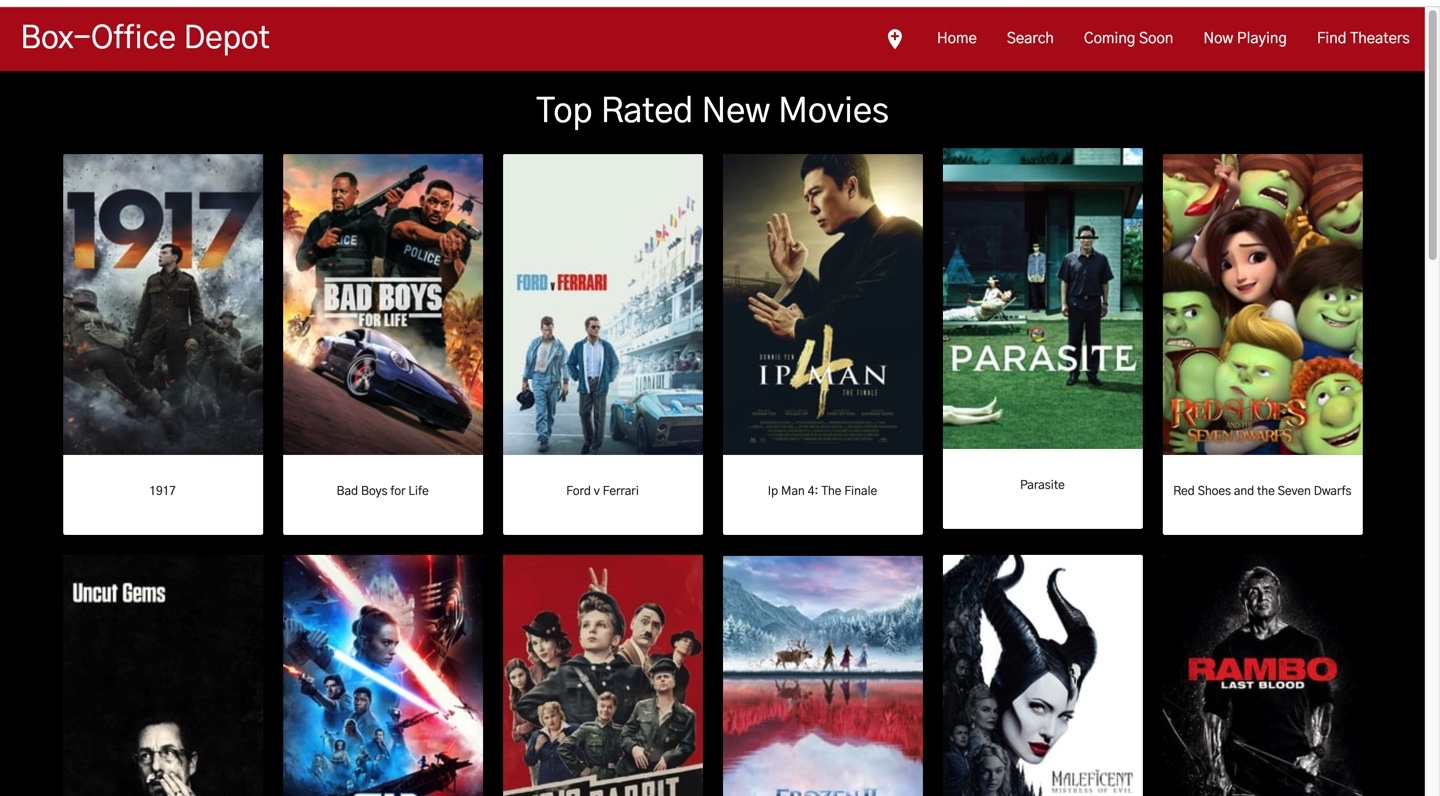 Box-Office Depot
Home Search Coming Soon Now Playing Find Theaters
Top Rated New Movies
1917
POLICE
BAD BOYS
FOR LIFE
FORD v FERRARI
DONNIE YEN
IP MAN 4
THE FINALE
PARASITE
RED SHOES
AND THE
SEVEN DWARFS
1917
Bad Boys for Life
Ford v Ferrari
Ip Man 4: The Finale
Parasite
Red Shoes and the Seven Dwarfs
Uncut Gems
RABBIT
FROZEN II
MALEFICENT
MISTRESS OF EVIL
RAMBO
LAST BLOOD